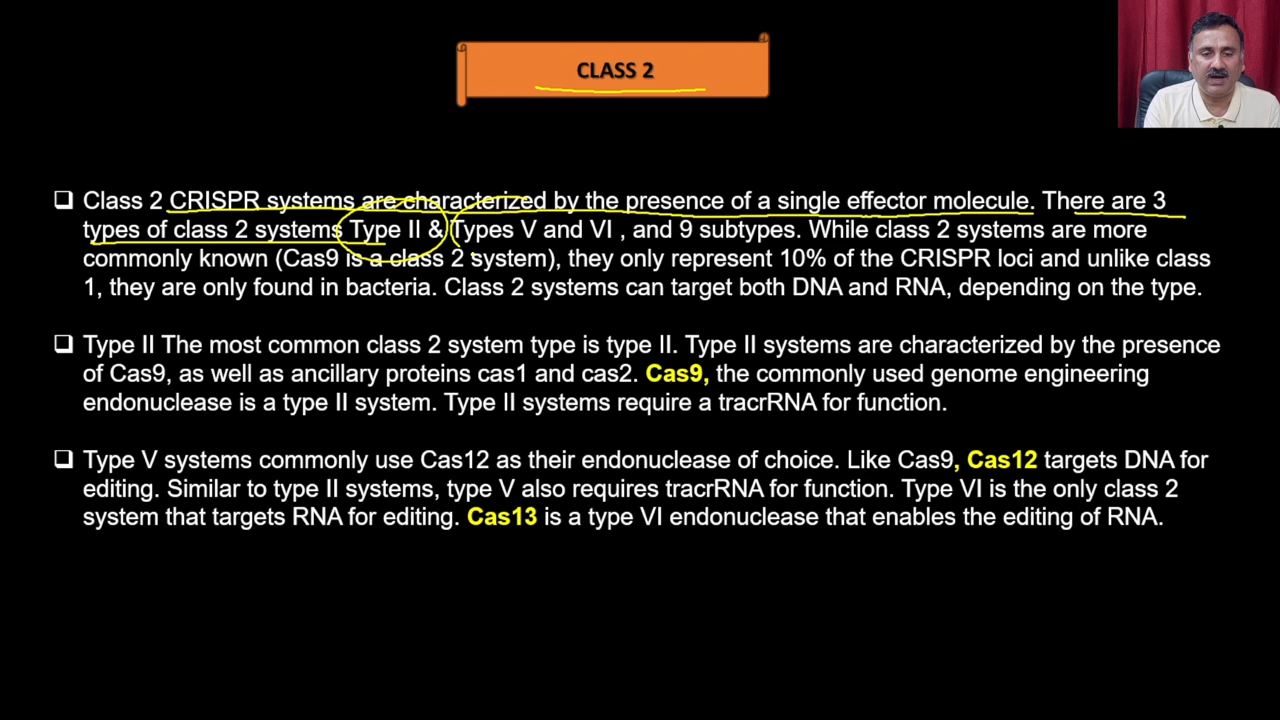 CLASS 2
Class 2 CRISPR systems are characterized by the presence of a single effector molecule. There are 3
types of class 2 systems Type II & Types V and VI , and 9 subtypes. While class 2 systems are more
commonly known (Cas9 is a class 2 system), they only represent 10% of the CRISPR loci and unlike class
1, they are only found in bacteria. Class 2 systems can target both DNA and RNA, depending on the type.
Type II The most common class 2 system type is type II. Type II systems are characterized by the presence
of Cas9, as well as ancillary proteins cas1 and cas2. Cas9, the commonly used genome engineering
endonuclease is a type II system. Type II systems require a tracrRNA for function.
Type V systems commonly use Cas12 as their endonuclease of choice. Like Cas9, Cas12 targets DNA for
editing. Similar to type II systems, type V also requires tracrRNA for function. Type VI is the only class 2
system that targets RNA for editing. Cas13 is a type VI endonuclease that enables the editing of RNA.